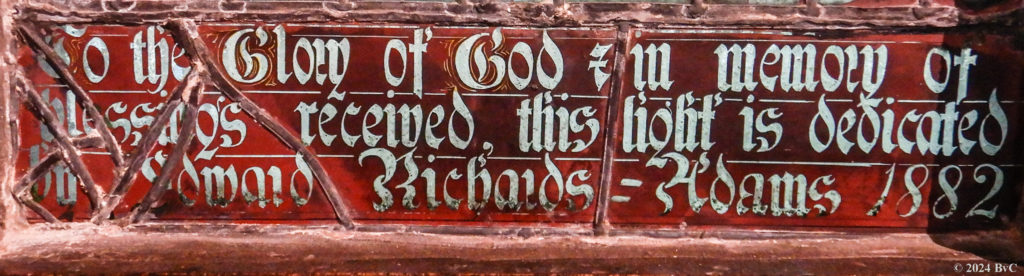 To the Glory of God & in memory of
blessings received, this light is dedicated
by Edward Richards = Adams 1882
© 2024 BvC